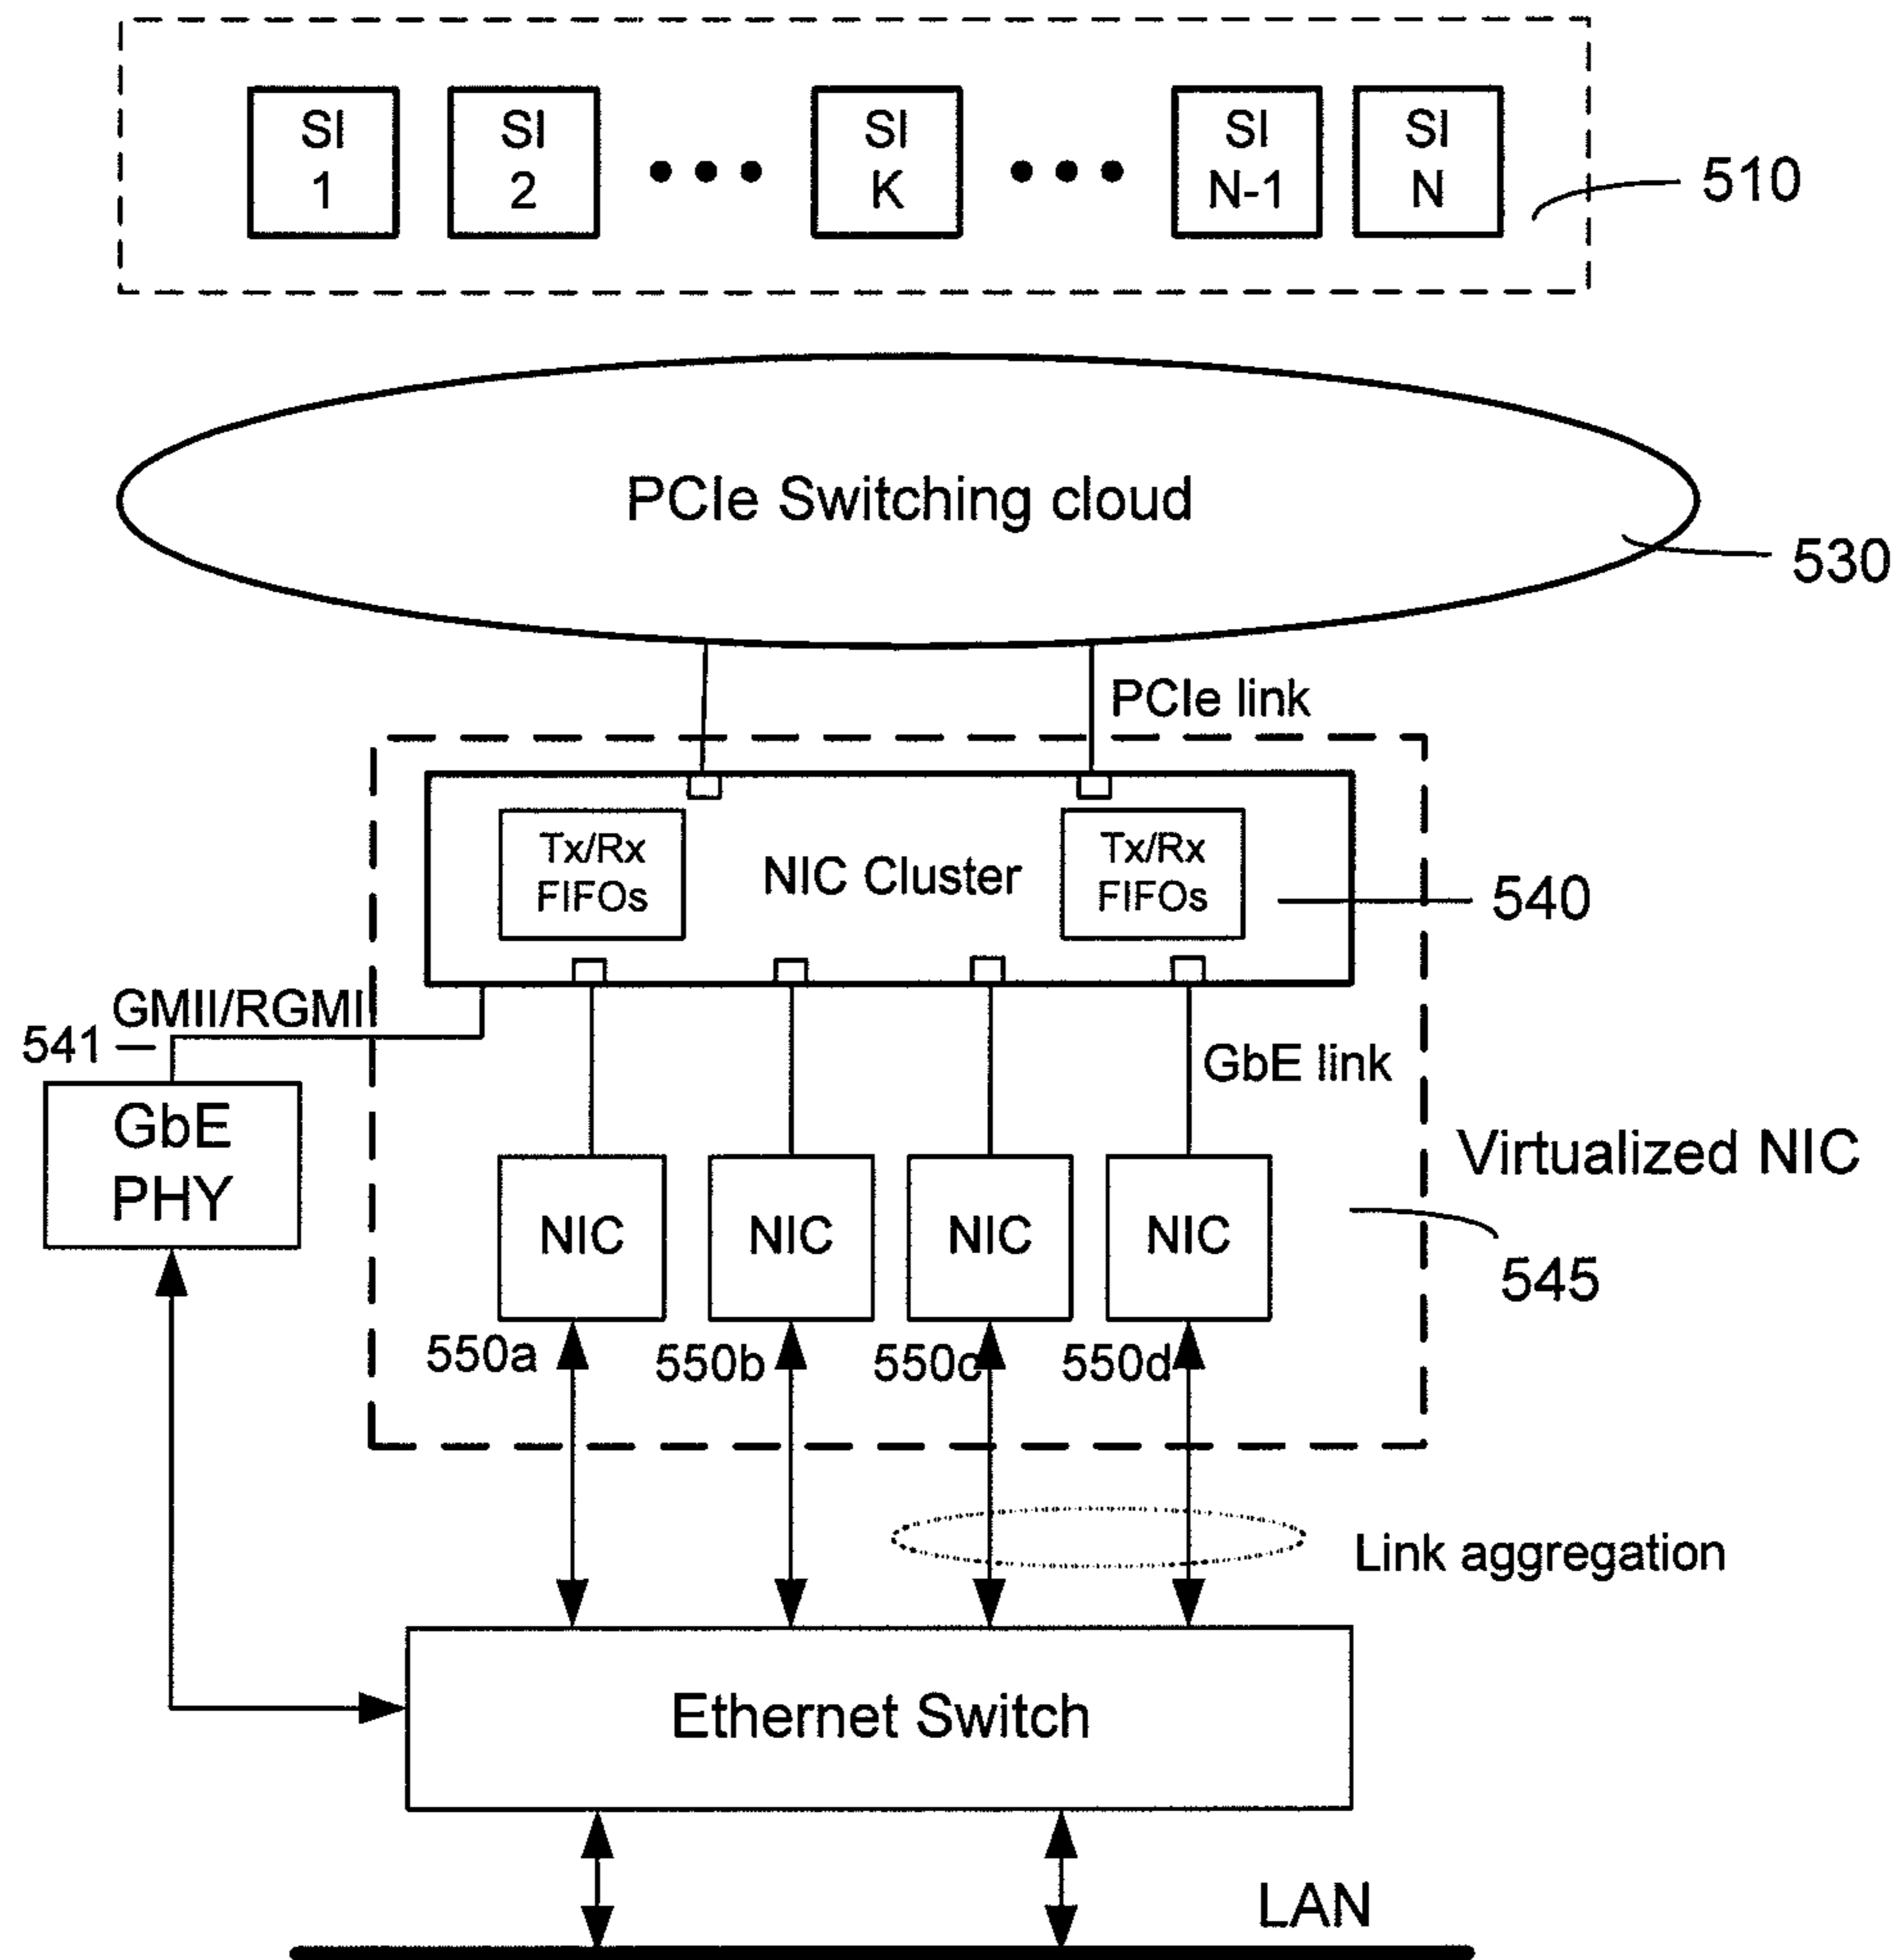 SI
1
SI
2
SI
K
SI
N-1
SI
N
510
PCIe Switching cloud
530
PCIe link
Tx/Rx
FIFOs
NIC Cluster
Tx/Rx
FIFOs
540
GMII/RGMII
541
GbE link
GbE
PHY
Virtualized NIC
NIC
NIC
NIC
NIC
545
550a
550b
550c
550d
Link aggregation
Ethernet Switch
LAN